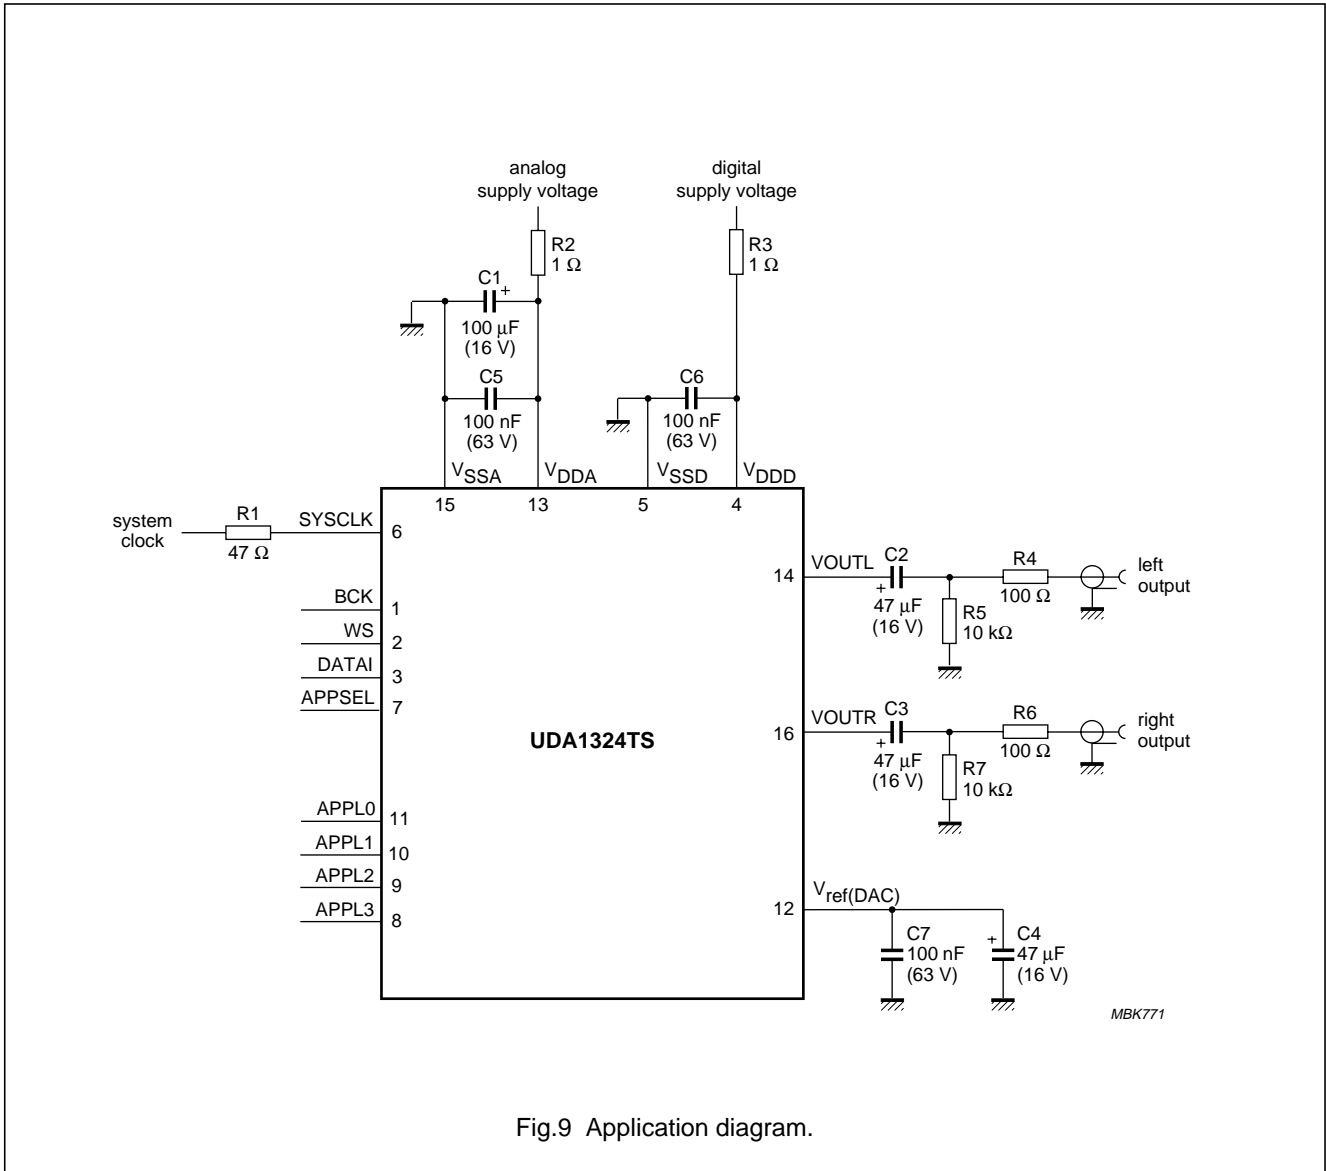 analog
supply voltage
digital
supply voltage
R2
1 Ω
R3
1 Ω
C1
+
100 μF
(16 V)
C5
100 nF
(63 V)
C6
100 nF
(63 V)
VSSA
VDDA
VSSD
VDDD
15
13
5
4
system
clock
R1
47 Ω
SYSCLK
6
BCK
1
WS
2
DATAI
3
APPSEL
7
APPL0
11
APPL1
10
APPL2
9
APPL3
8
UDA1324TS
14
VOUTL
C2
+
47 μF
(16 V)
R4
100 Ω
R5
10 kΩ
left
output
16
VOUTR
C3
+
47 μF
(16 V)
R6
100 Ω
R7
10 kΩ
right
output
12
Vref(DAC)
C7
100 nF
(63 V)
+
C4
47 μF
(16 V)
MBK771
Fig.9 Application diagram.